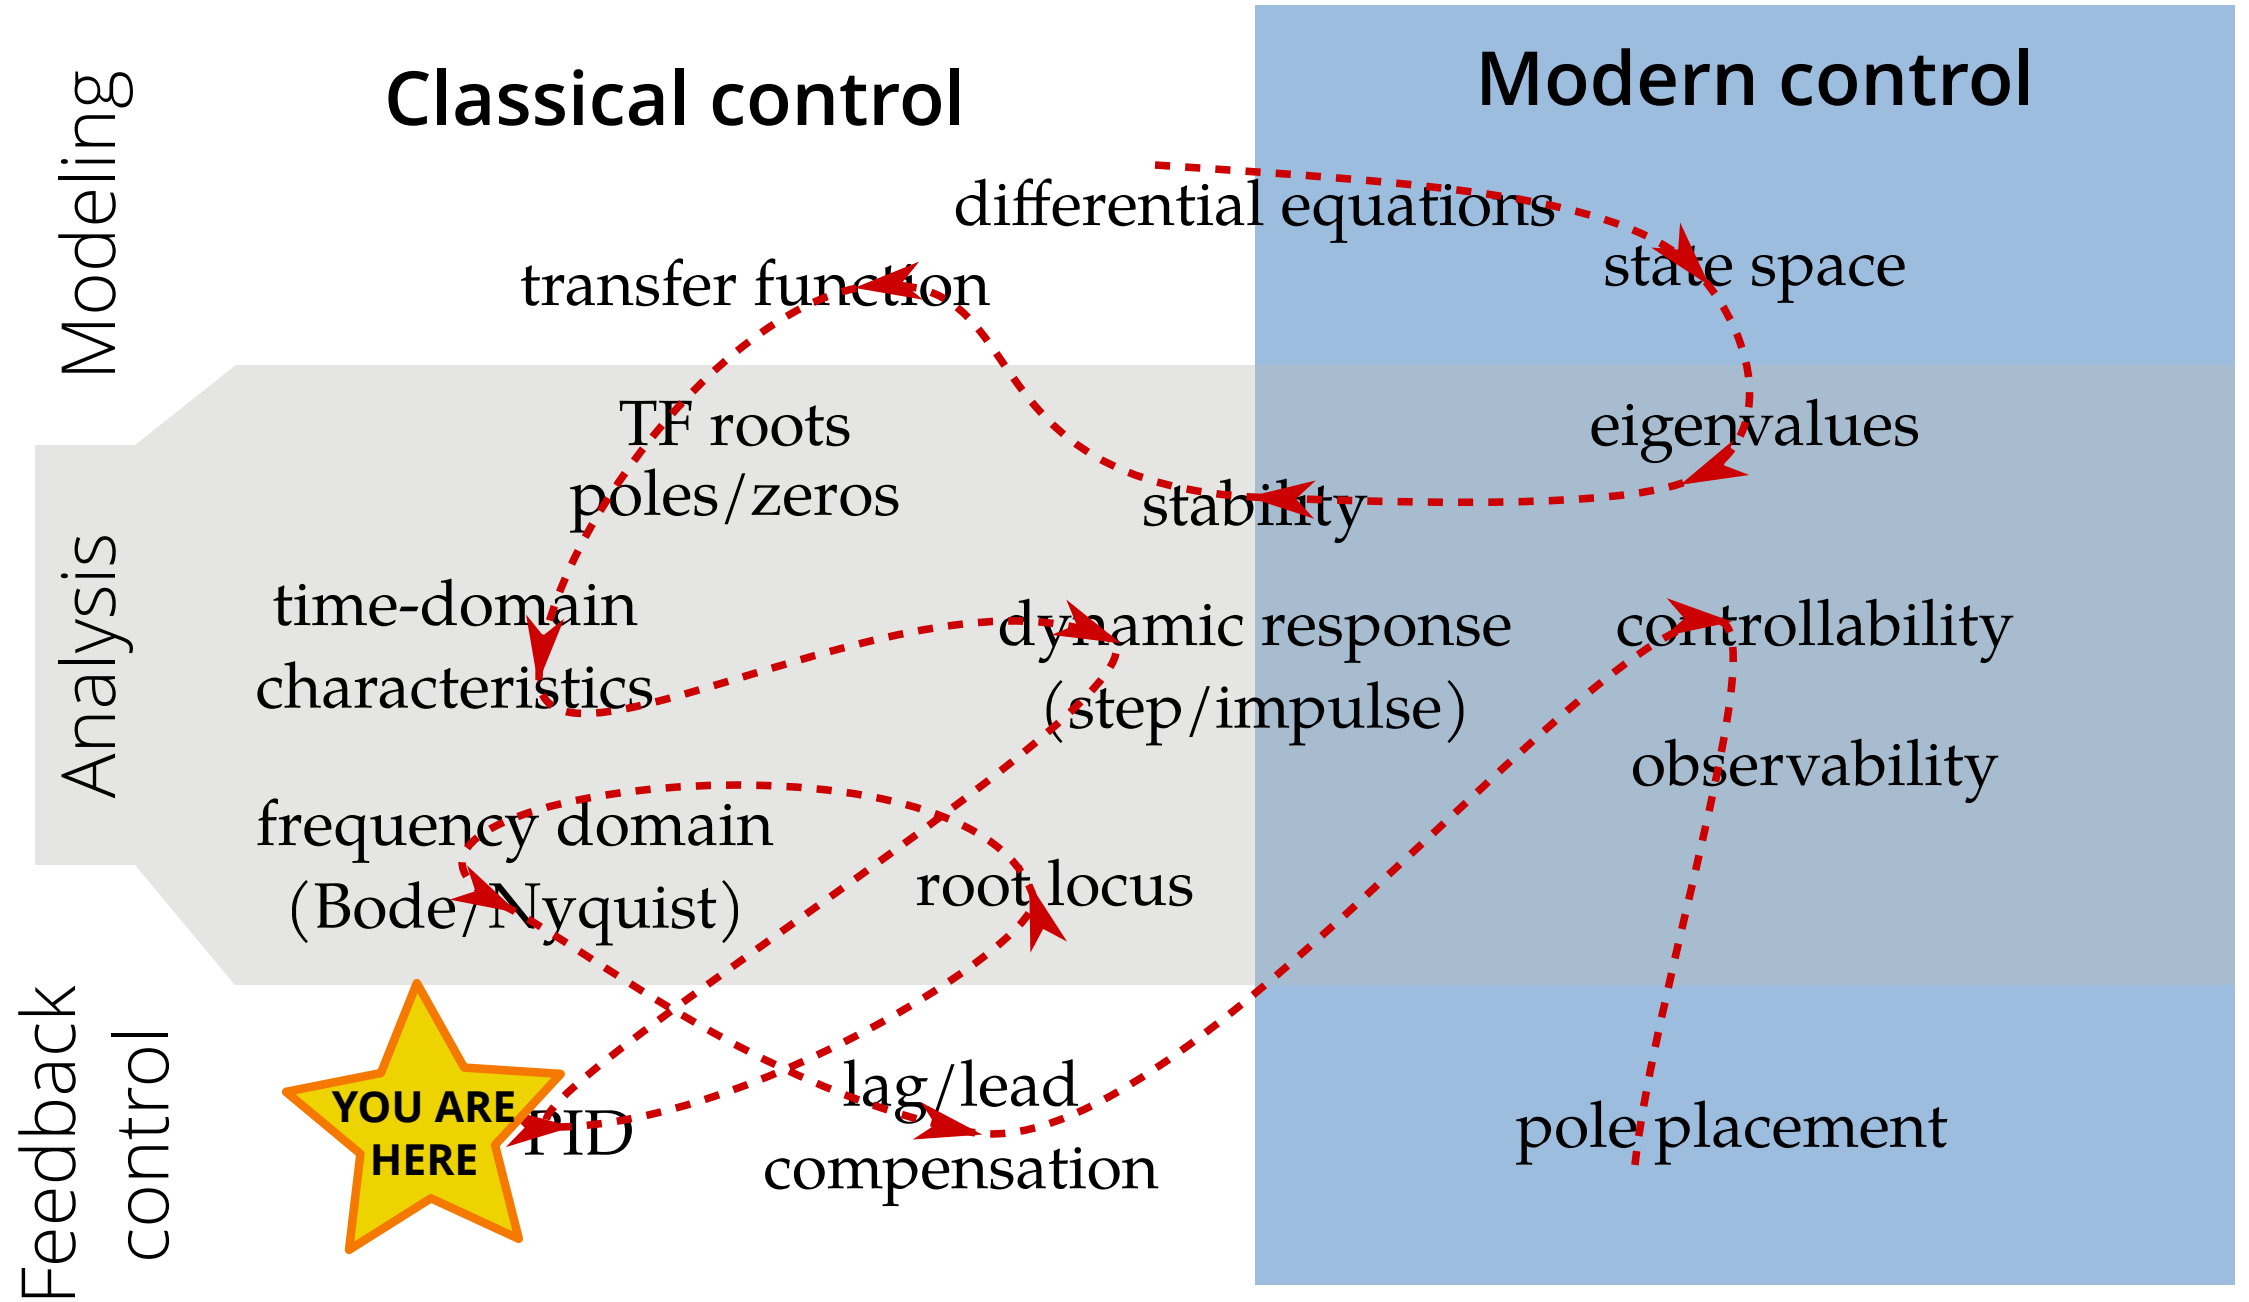 Modeling
Classical control
Modern control
differential equations
state space
transfer function
Analysis
TF roots
poles/zeros
eigenvalues
stability
time-domain
characteristics
dynamic response
(step/impulse)
controllability
observability
frequency domain
(Bode/Nyquist)
root locus
Feedback
control
YOU ARE
HERE
PID
lag/lead
compensation
pole placement